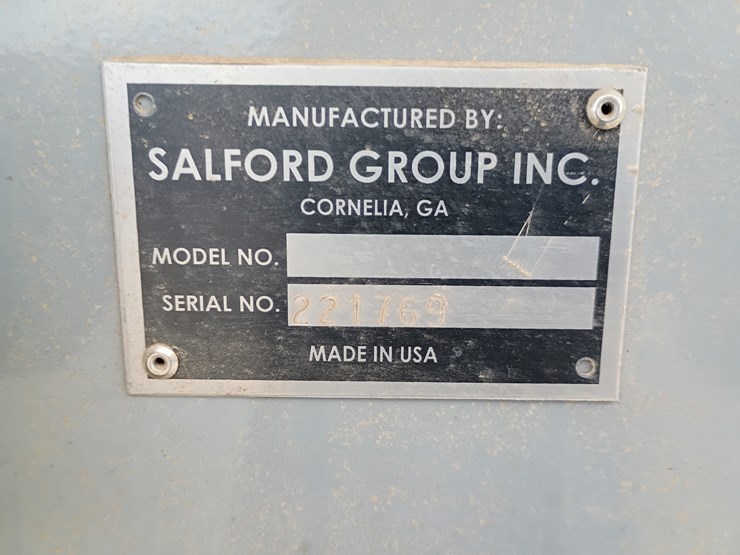 MANUFACTURED BY:
SALFORD GROUP INC.
CORNELIA, GA
MODEL NO.
SERIAL NO. 221769
MADE IN USA